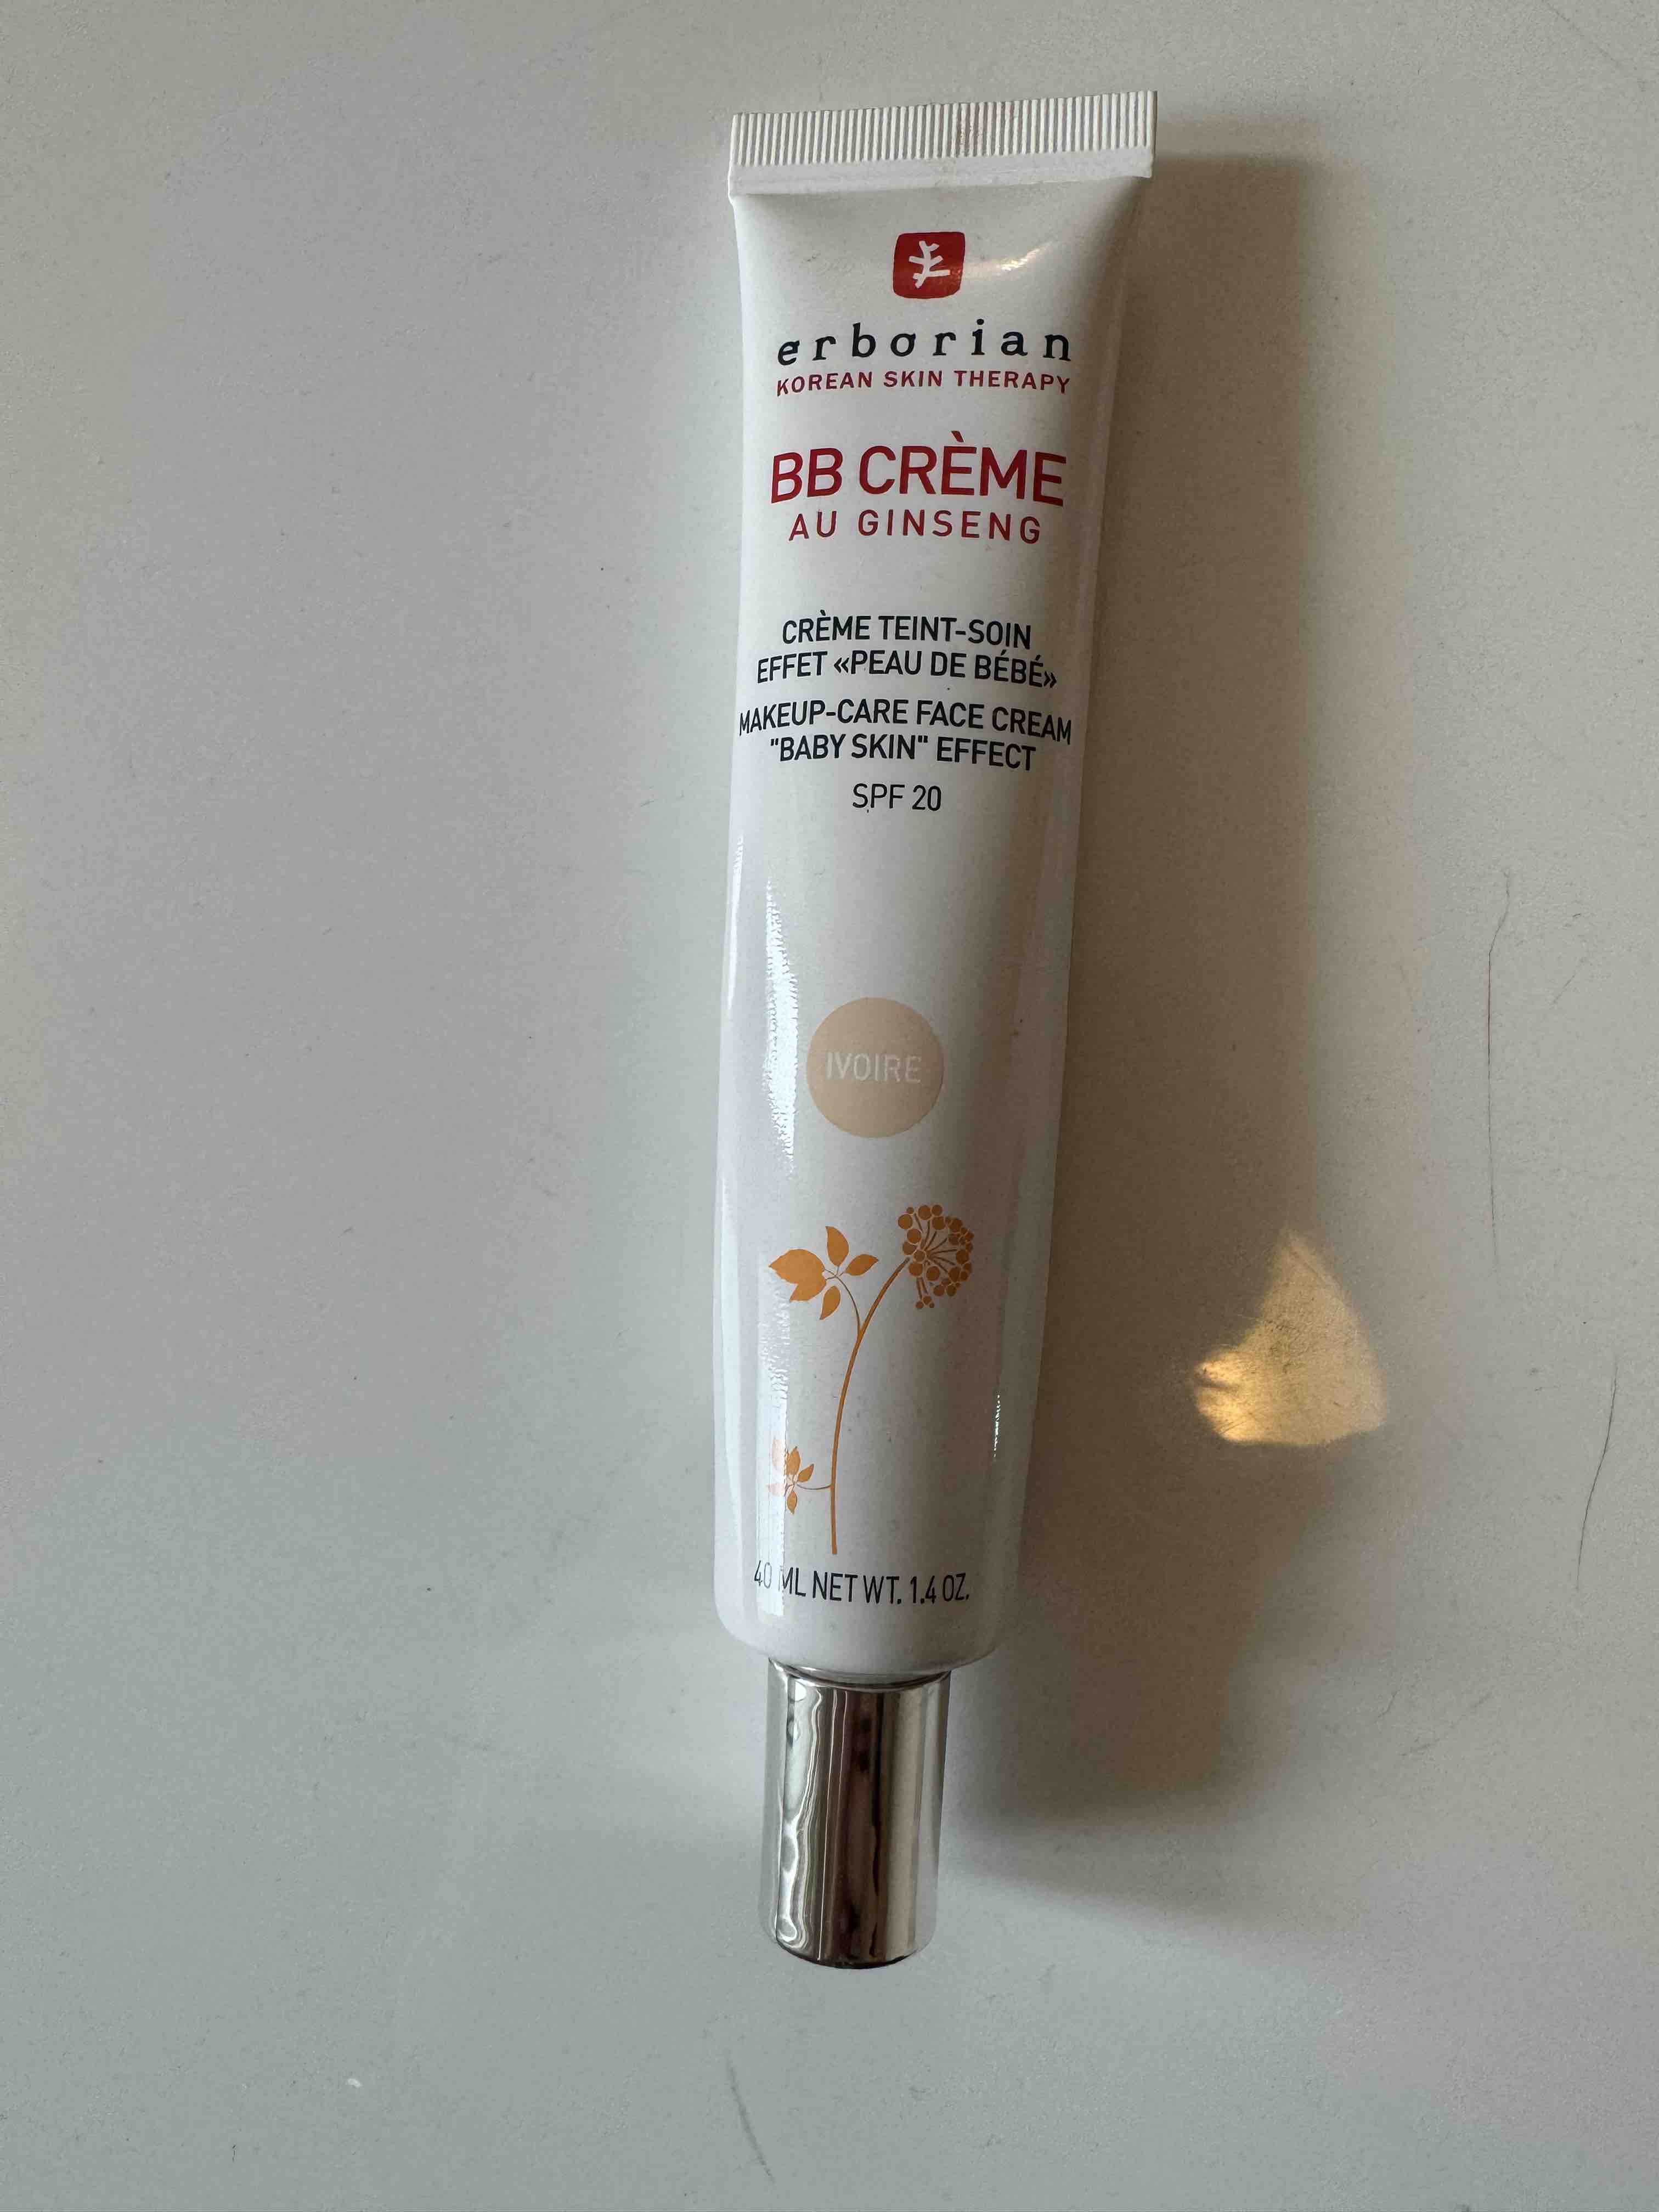 erborian
KOREAN SKIN THERAPY
BB CRÈME
AU GINSENG
CRÈME TEINT-SOIN
EFFET «PEAU DE BÉBÉ»
MAKEUP-CARE FACE CREAM
"BABY SKIN" EFFECT
SPF 20
IVOIRE
40 ML NET WT. 1.4 OZ.